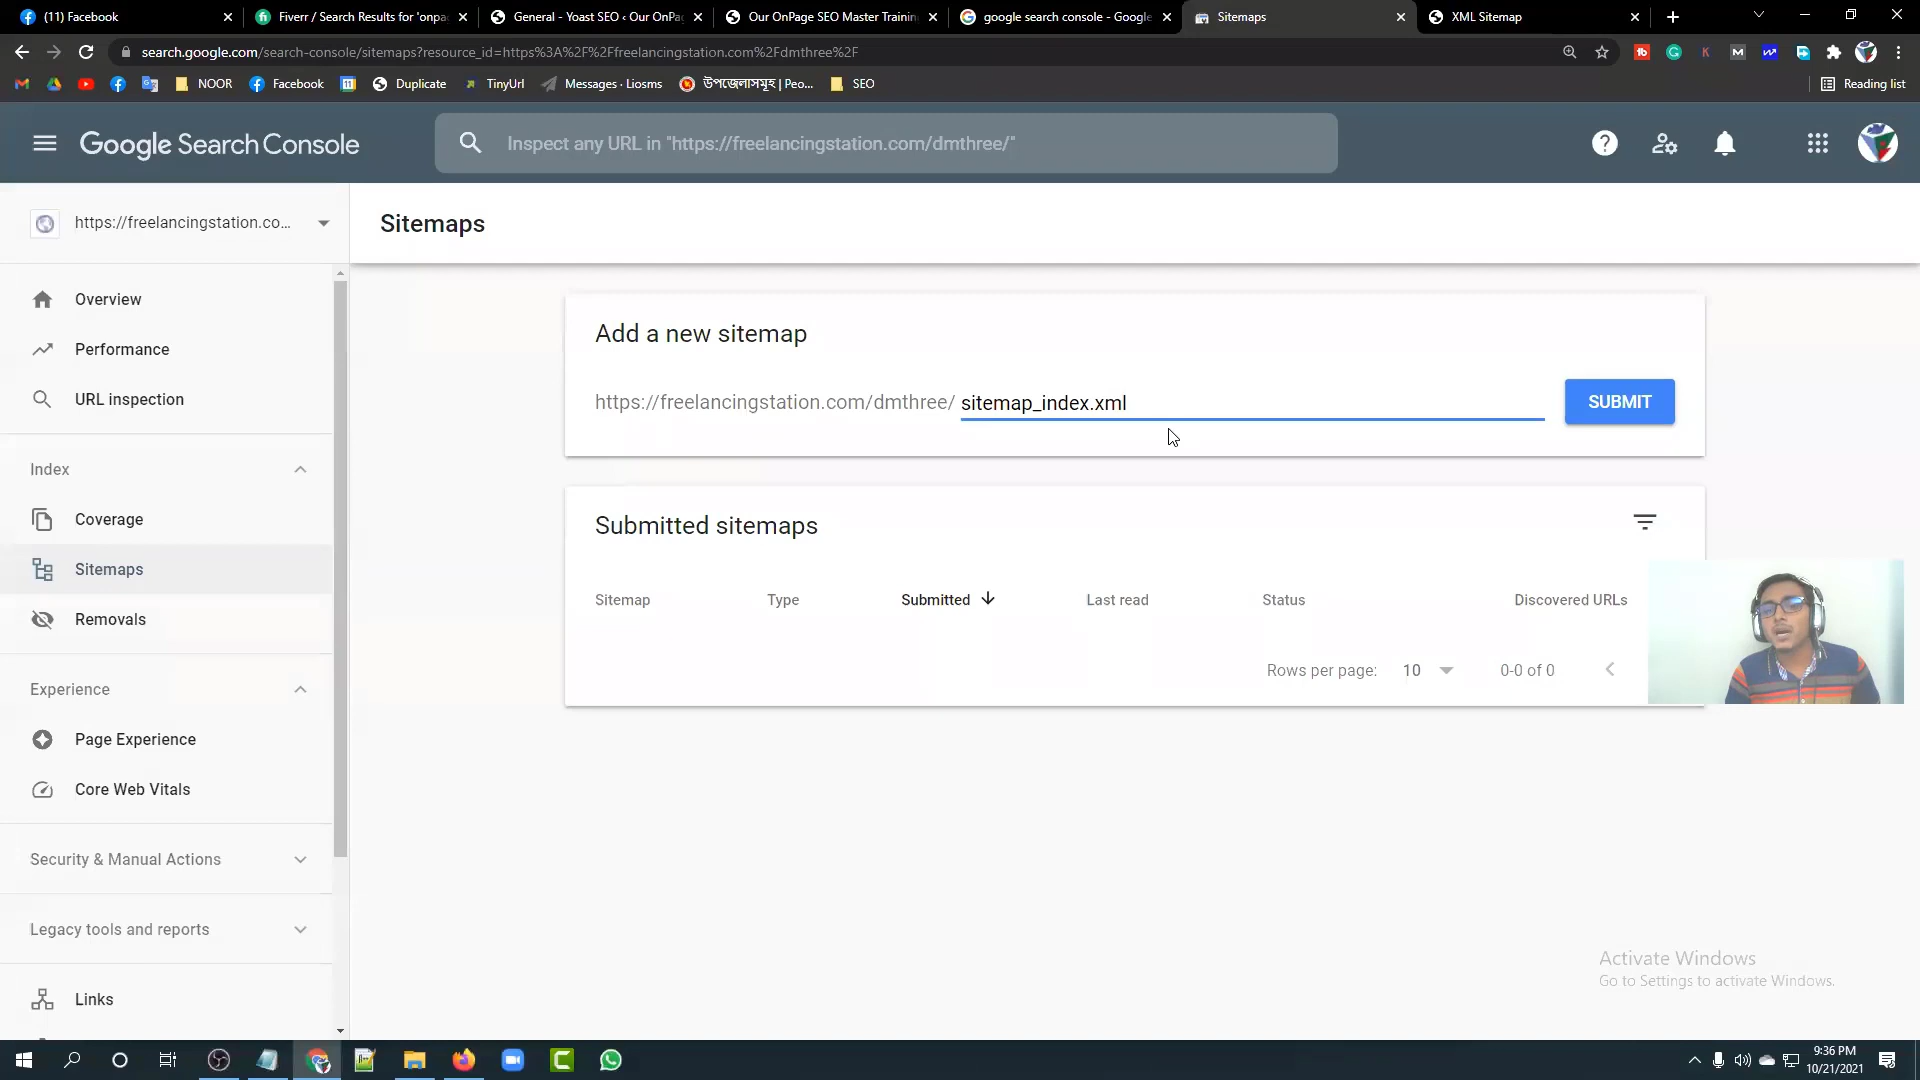 (11) Facebook
Fiverr / Search Results for 'onpa
General - Yoast SEO ‹ Our OnPa
Our OnPage SEO Master Trainin
google search console - Google
Sitemaps
XML Sitemap
search.google.com/search-console/sitemaps?resource_id=https%3A%2F%2Ffreelancingstation.com%2Fdmthree%2F
NOOR
Facebook
Duplicate
TinyUrl
Messages · Liosms
উপজেলাসমূহ | Peo...
SEO
Reading list
Google Search Console
Inspect any URL in "https://freelancingstation.com/dmthree/"
https://freelancingstation.co...
Sitemaps
Overview
Performance
URL inspection
Index
Coverage
Sitemaps
Removals
Experience
Page Experience
Core Web Vitals
Security & Manual Actions
Legacy tools and reports
Links
Add a new sitemap
https://freelancingstation.com/dmthree/ sitemap_index.xml
SUBMIT
Submitted sitemaps
Sitemap Type Submitted Last read Status Discovered URLs
Rows per page: 10 0-0 of 0
Activate Windows
Go to Settings to activate Windows.
9:36 PM
10/21/2021